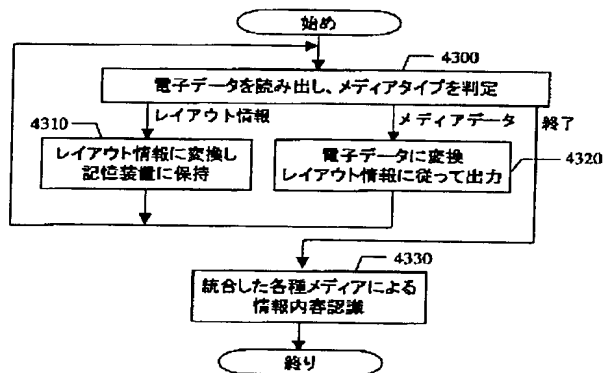 始め
4300
電子データを読み出し、メディアタイプを判定
レイアウト情報
メディアデータ
終了
4310
レイアウト情報に変換し
記憶装置に保持
電子データに変換
レイアウト情報に従って出力
4320
4330
統合した各種メディアによる
情報内容認識
終り